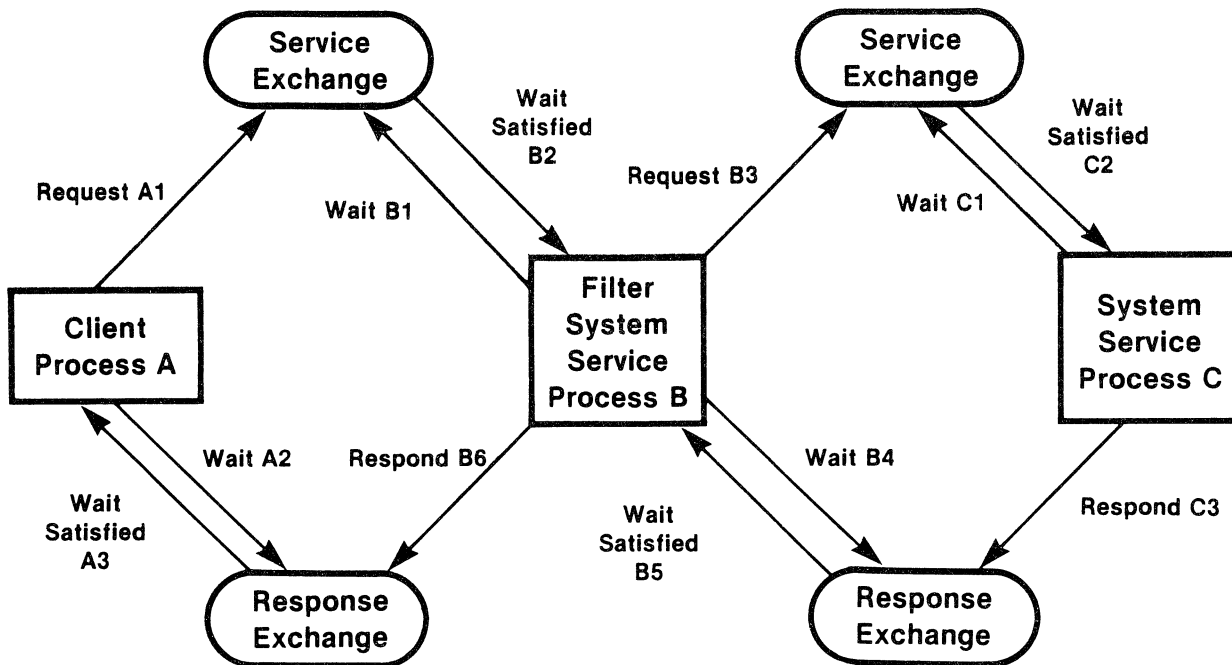 Service
Exchange
Service
Exchange
Wait
Satisfied
B2
Wait
Satisfied
C2
Request A1
Wait B1
Request B3
Wait C1
Client
Process A
Filter
System
Service
Process B
System
Service
Process C
Wait A2
Respond B6
Wait B4
Respond C3
Wait
Satisfied
A3
Wait
Satisfied
B5
Response
Exchange
Response
Exchange